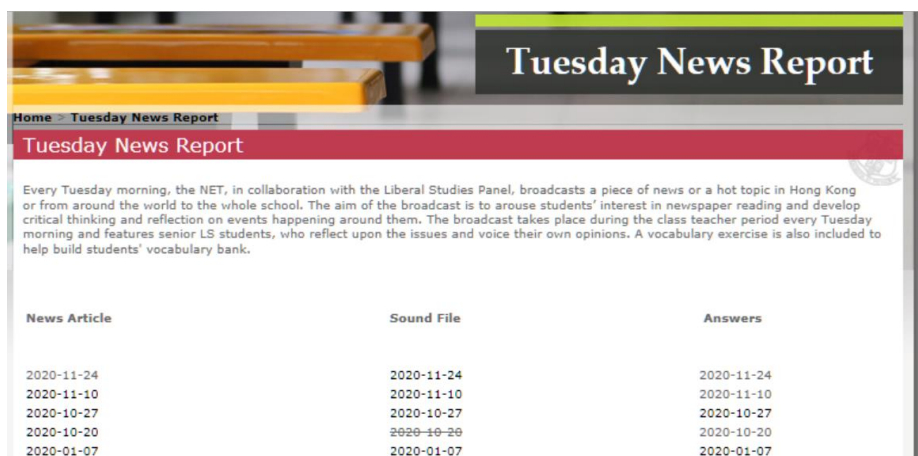 Tuesday News Report
Home > Tuesday News Report
Tuesday News Report
Every Tuesday morning, the NET, in collaboration with the Liberal Studies Panel, broadcasts a piece of news or a hot topic in Hong Kong
or from around the world to the whole school. The aim of the broadcast is to arouse students' interest in newspaper reading and develop
critical thinking and reflection on events happening around them. The broadcast takes place during the class teacher period every Tuesday
morning and features senior LS students, who reflect upon the issues and voice their own opinions. A vocabulary exercise is also included to
help build students' vocabulary bank.
News Article Sound File Answers
2020-11-24 2020-11-24 2020-11-24
2020-11-10 2020-11-10 2020-11-10
2020-10-27 2020-10-27 2020-10-27
2020-10-20 2020-10-20 2020-10-20
2020-01-07 2020-01-07 2020-01-07